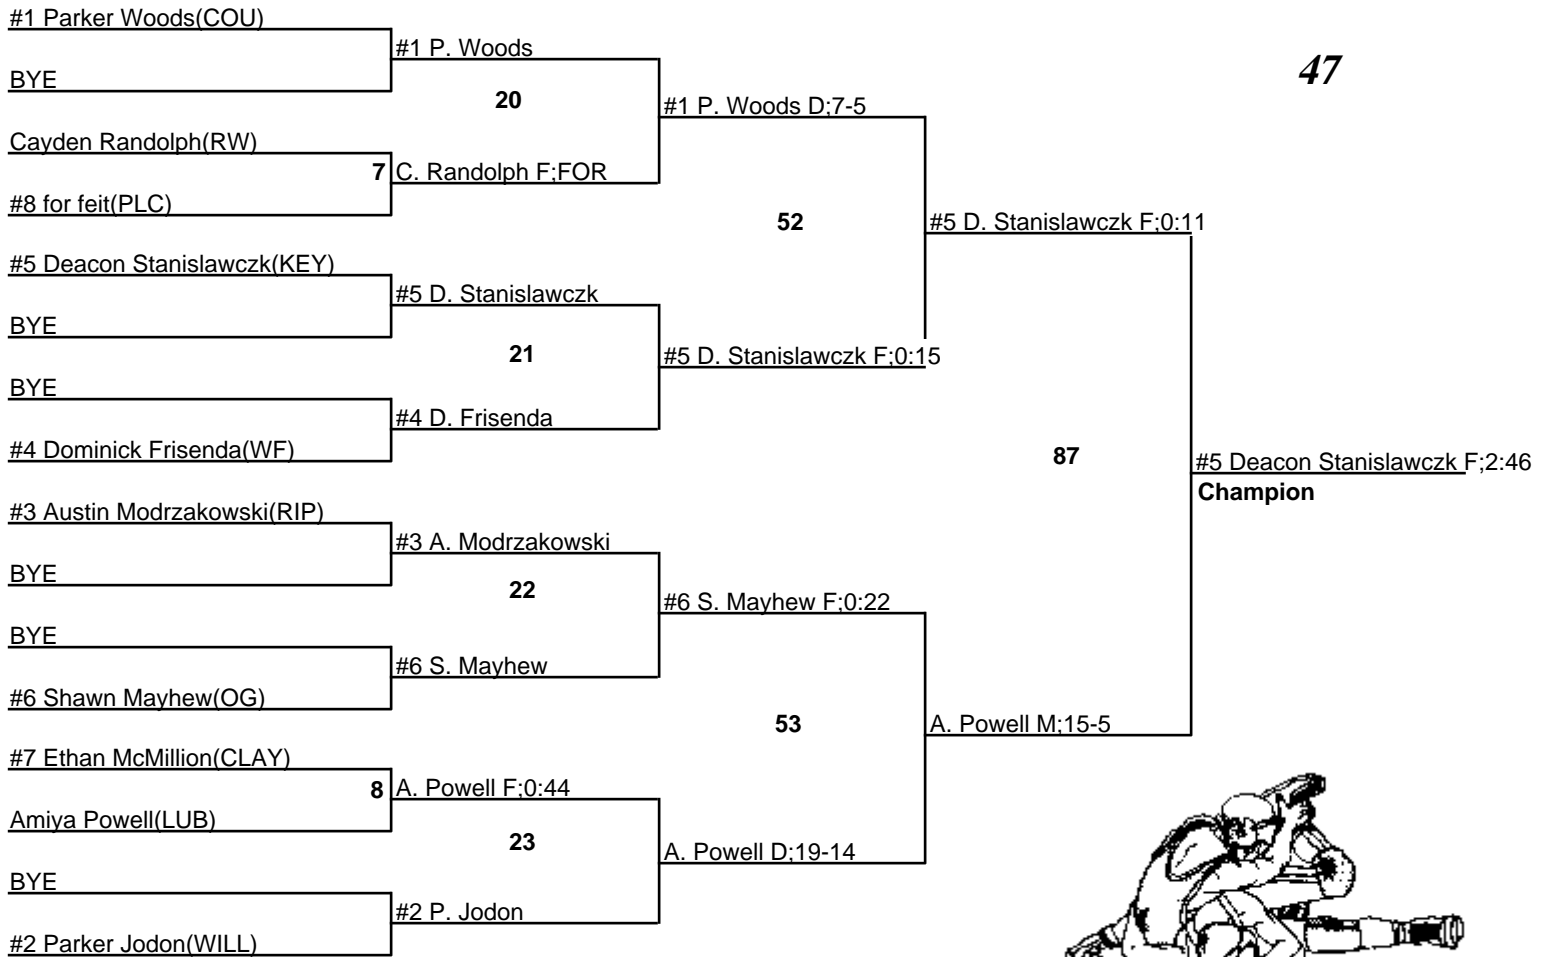 #1 Parker Woods(COU)
BYE
Cayden Randolph(RW)
#8 for feit(PLC)
#5 Deacon Stanislawczk(KEY)
BYE
BYE
#4 Dominick Frisenda(WF)
#3 Austin Modrzakowski(RIP)
BYE
BYE
#6 Shawn Mayhew(OG)
#7 Ethan McMillion(CLAY)
Amiya Powell(LUB)
BYE
#2 Parker Jodon(WILL)
#1 P. Woods
20
7 C. Randolph F;FOR
#5 D. Stanislawczk
21
#4 D. Frisenda
#3 A. Modrzakowski
22
#6 S. Mayhew
8 A. Powell F;0:44
23
#2 P. Jodon
#1 P. Woods D;7-5
52
#5 D. Stanislawczk F;0:15
#6 S. Mayhew F;0:22
53
A. Powell D;19-14
#5 D. Stanislawczk F;0:11
87
A. Powell M;15-5
47
#5 Deacon Stanislawczk F;2:46
Champion